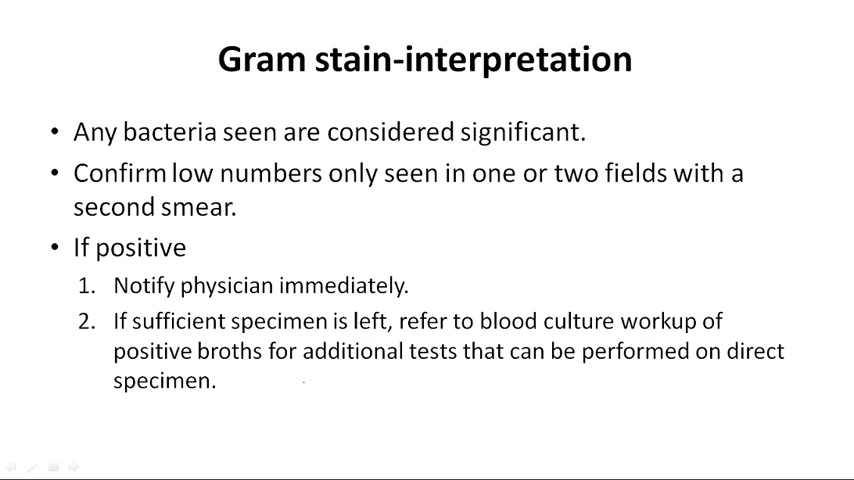 Gram stain-interpretation
• Any bacteria seen are considered significant.
• Confirm low numbers only seen in one or two fields with a
second smear.
• If positive
1. Notify physician immediately.
2. If sufficient specimen is left, refer to blood culture workup of
positive broths for additional tests that can be performed on direct
specimen.